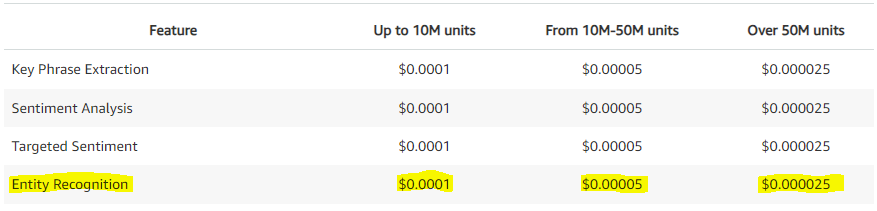 Feature Up to 10M units From 10M-50M units Over 50M units
Key Phrase Extraction $0.0001 $0.00005 $0.000025
Sentiment Analysis $0.0001 $0.00005 $0.000025
Targeted Sentiment $0.0001 $0.00005 $0.000025
Entity Recognition $0.0001 $0.00005 $0.000025